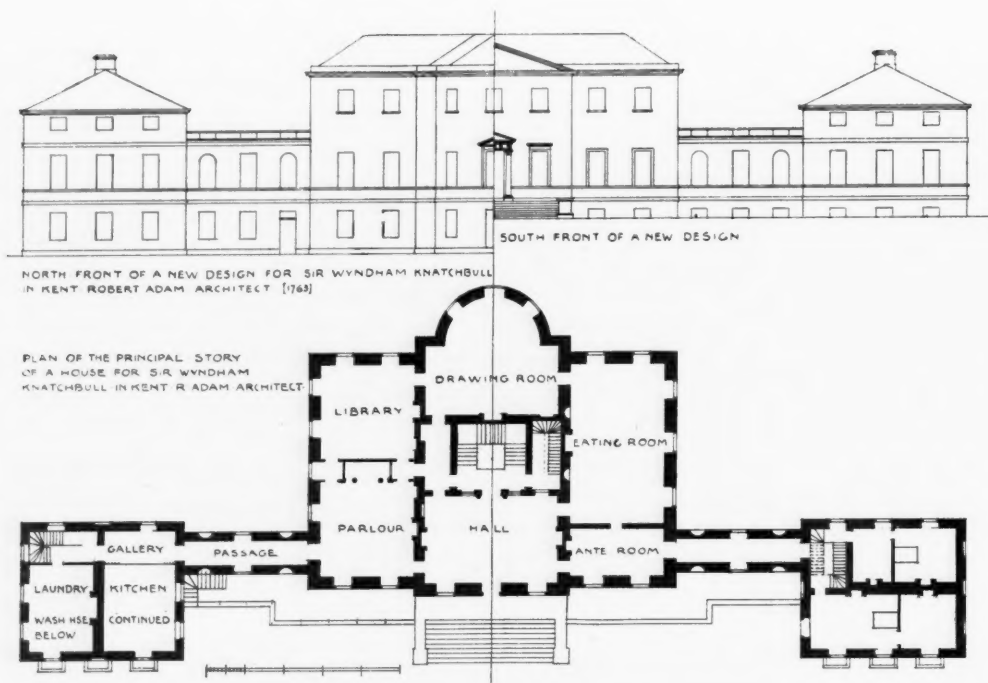 SOUTH FRONT OF A NEW DESIGN
NORTH FRONT OF A NEW DESIGN FOR SIR WYNDHAM KNATCHBULL
IN KENT ROBERT ADAM ARCHITECT [1763]
PLAN OF THE PRINCIPAL STORY
OF A HOUSE FOR SIR WYNDHAM
KNATCHBULL IN KENT R ADAM ARCHITECT
DRAWING ROOM
LIBRARY
EATING ROOM
PARLOUR
HALL
GALLERY
PASSAGE
ANTE ROOM
LAUNDRY
KITCHEN
WASH HSE
BELOW
CONTINUED